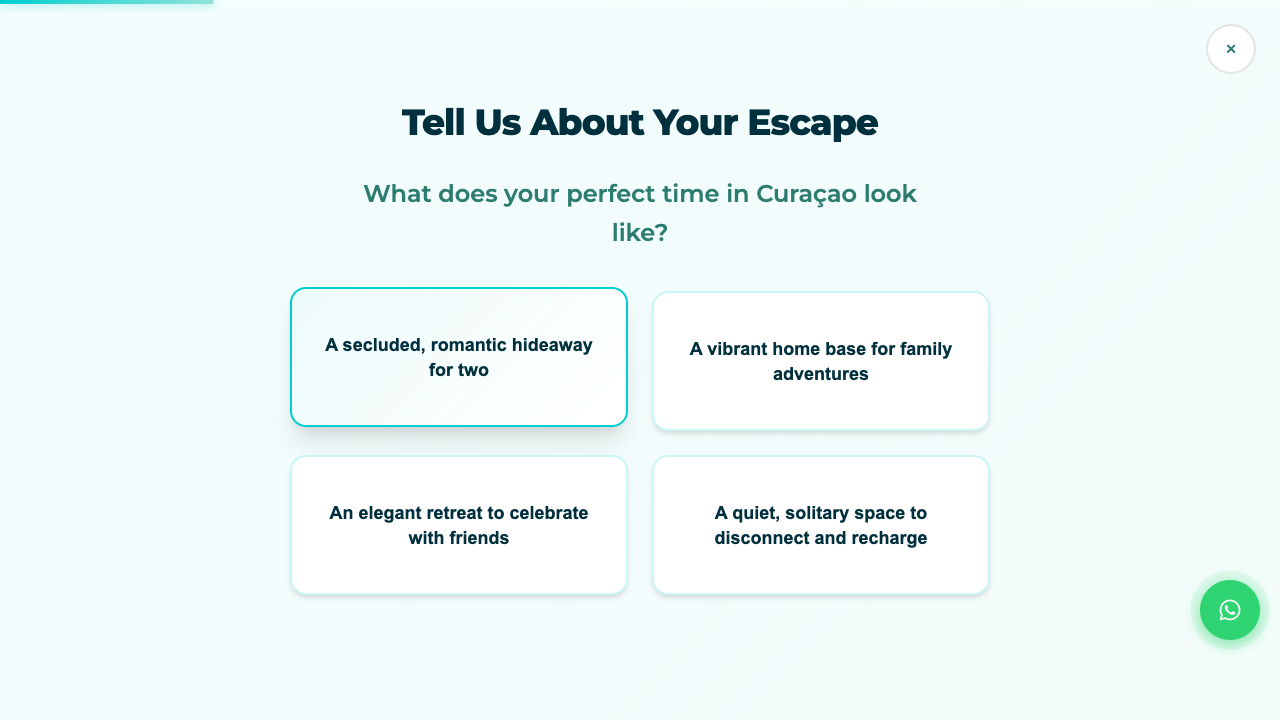 ×
Tell Us About Your Escape
What does your perfect time in Curaçao look
like?
A secluded, romantic hideaway
for two
A vibrant home base for family
adventures
An elegant retreat to celebrate
with friends
A quiet, solitary space to
disconnect and recharge